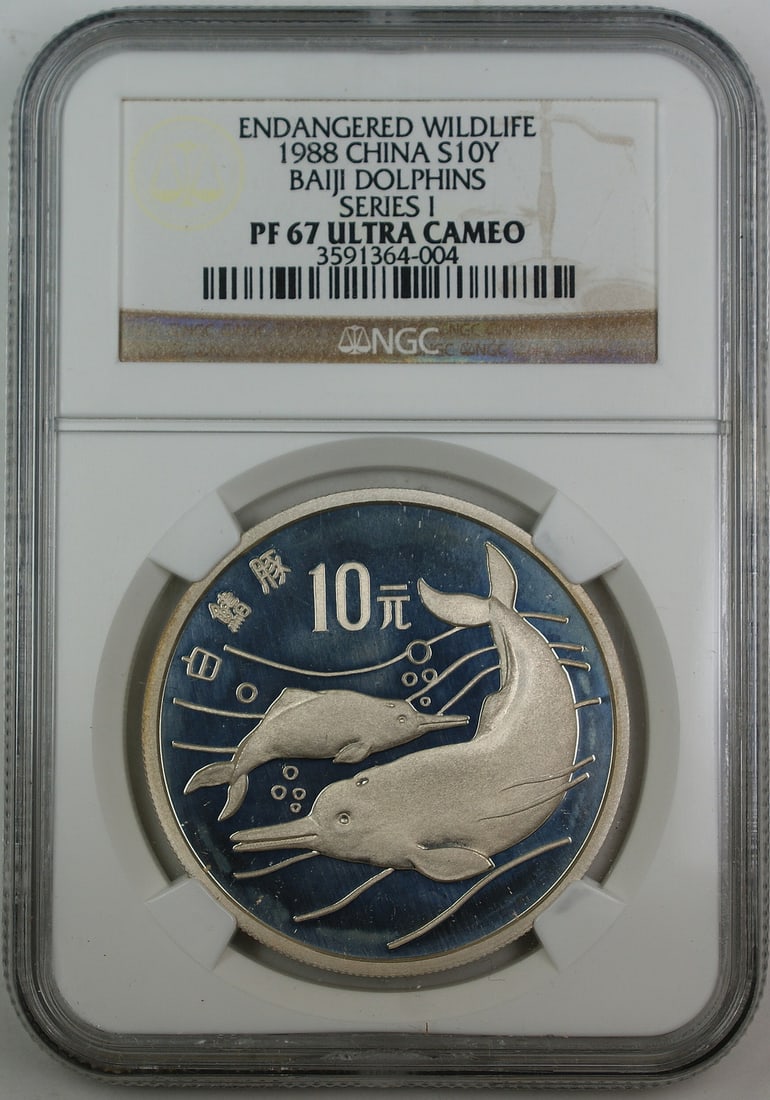 ENDANGERED WILDLIFE
1988 CHINA S10Y
BAIJI DOLPHINS
SERIES I
PF 67 ULTRA CAMEO
3591364-004
NGC
白鱀豚
10元